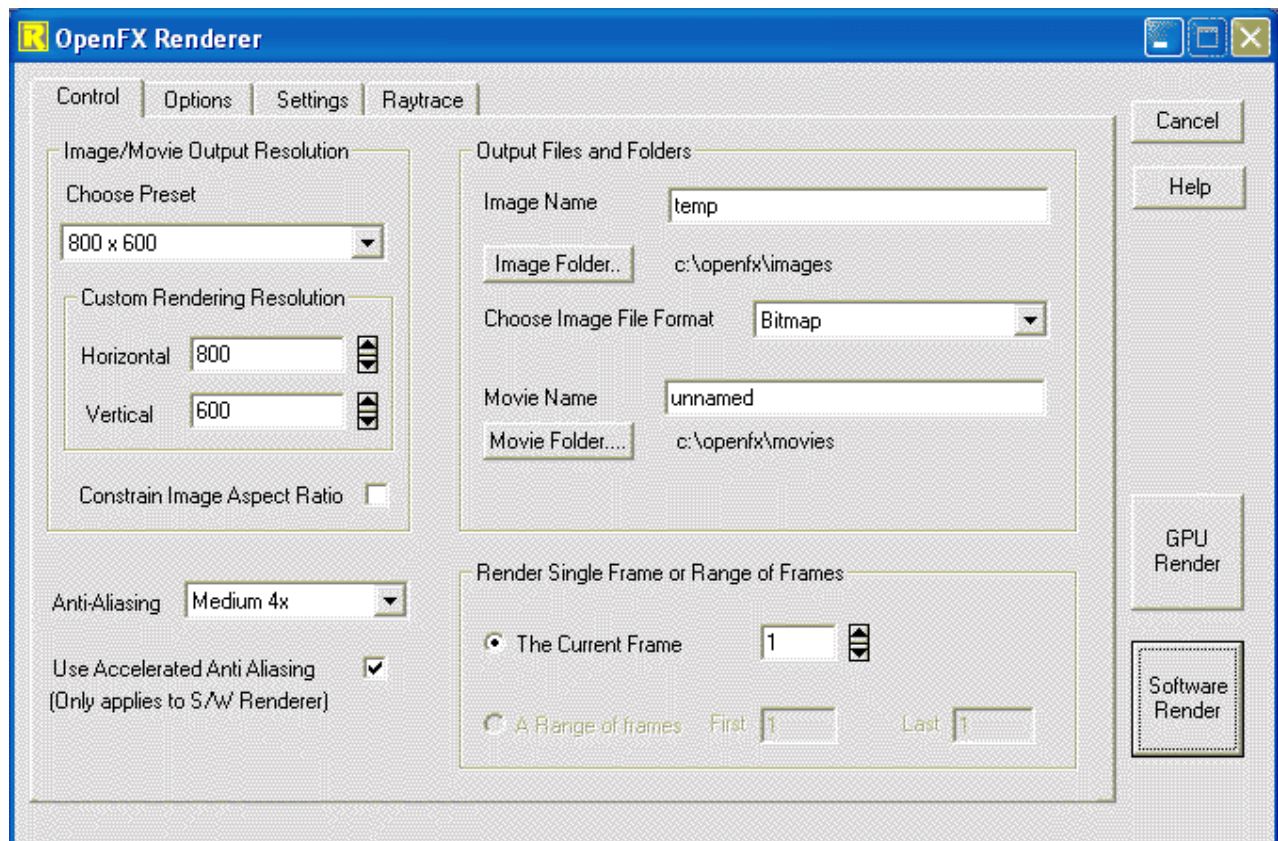 OpenFX Renderer
Control Options Settings Raytrace
Cancel
Help
Image/Movie Output Resolution
Choose Preset
800 x 600
Custom Rendering Resolution
Horizontal 800
Vertical 600
Constrain Image Aspect Ratio
Output Files and Folders
Image Name temp
Image Folder.. c:\openfx\images
Choose Image File Format Bitmap
Movie Name unnamed
Movie Folder.... c:\openfx\movies
Anti-Aliasing Medium 4x
Use Accelerated Anti Aliasing
(Only applies to S/W Renderer)
Render Single Frame or Range of Frames
The Current Frame 1
A Range of frames First 1 Last 1
GPU
Render
Software
Render